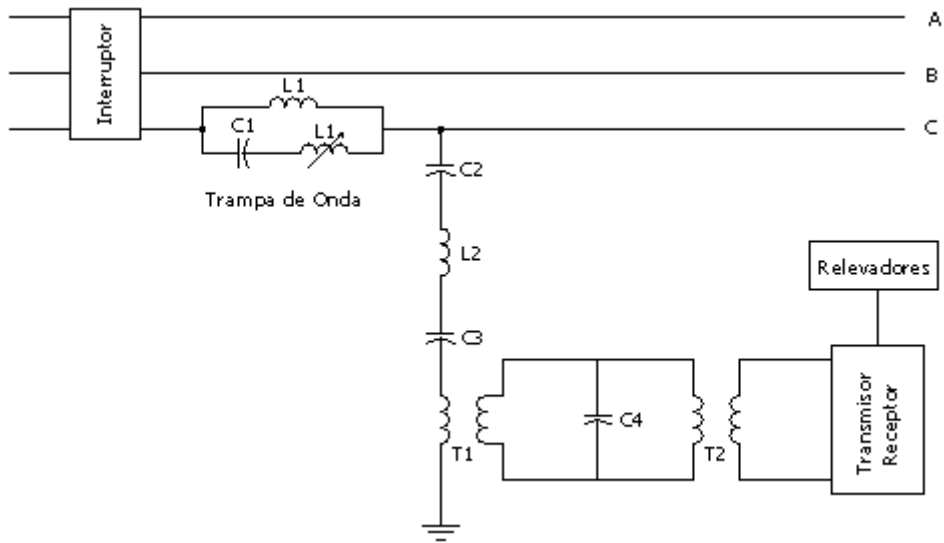 A
Interruptor
B
L1
C
C1
L1
Trampa de Onda
C2
L2
Relevadores
C3
T1
C4
T2
Transmisor
Receptor